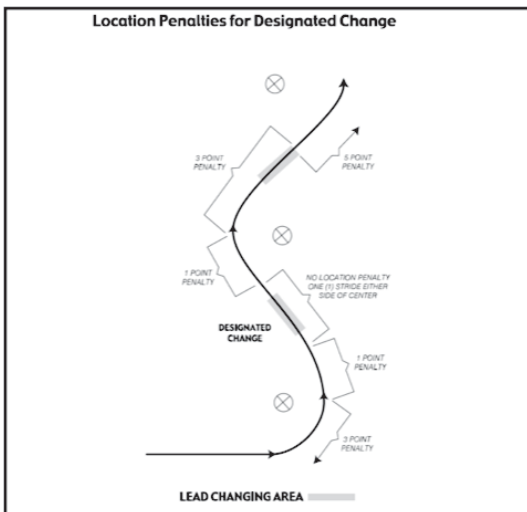 Location Penalties for Designated Change
3 POINT
PENALTY
5 POINT
PENALTY
1 POINT
PENALTY
NO LOCATION PENALTY
ONE (1) STRIDE EITHER
SIDE OF CENTER
DESIGNATED
CHANGE
1 POINT
PENALTY
3 POINT
PENALTY
LEAD CHANGING AREA